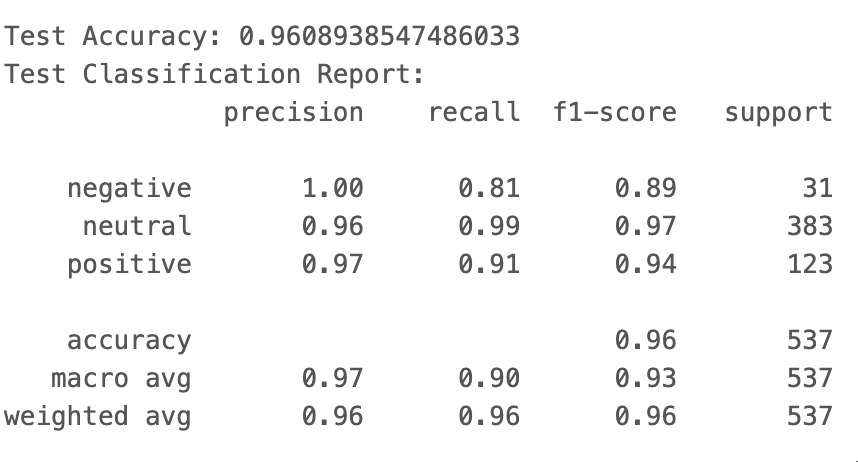 Test Accuracy: 0.9608938547486033
Test Classification Report:
precision recall f1-score support
negative 1.00 0.81 0.89 31
neutral 0.96 0.99 0.97 383
positive 0.97 0.91 0.94 123
accuracy 0.96 537
macro avg 0.97 0.90 0.93 537
weighted avg 0.96 0.96 0.96 537